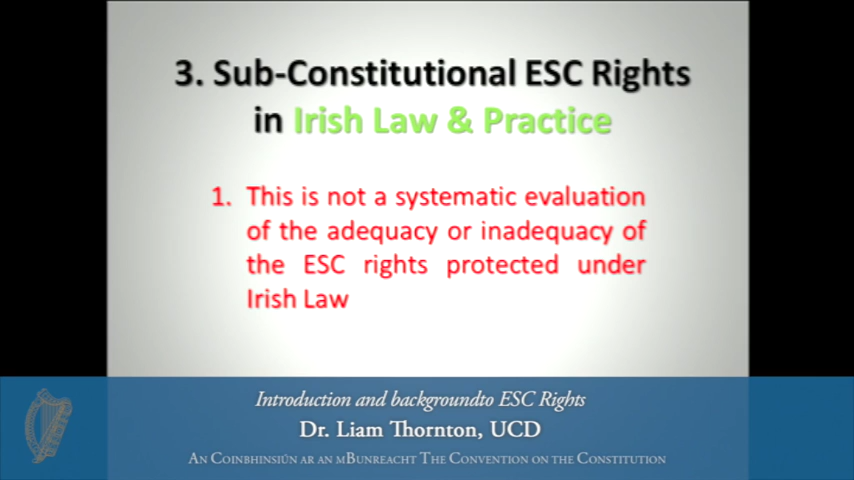 3. Sub-Constitutional ESC Rights
in Irish Law & Practice
1. This is not a systematic evaluation
of the adequacy or inadequacy of
the ESC rights protected under
Irish Law
Introduction and backgroundto ESC Rights
Dr. Liam Thornton, UCD
An Coinbhinsiún ar an mBunreacht The Convention on the Constitution